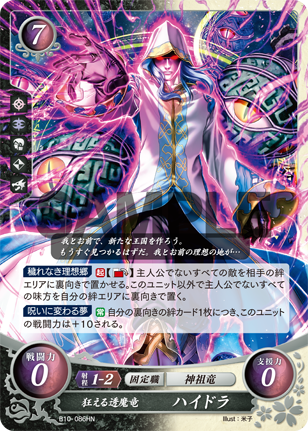 7
SAMPLE
我とお前で、新たな王国を作ろう。
もうすぐ見つかるはずだ。我とお前の理想の地が…
穢れなき理想郷 起【】主人公でないすべての敵を相手の絆
エリアに裏向きで置かせる。このユニット以外で主人公でないすべて
の味方を自分の絆エリアに裏向きで置く。
呪いに変わる夢 常 自分の裏向きの絆カード1枚につき、このユニット
の戦闘力は+10される。
戦闘力 0
射程 1-2 固定職 神祖竜
狂える透魔竜 ハイドラ
支援力 0
B10-086HN
Illust:米子